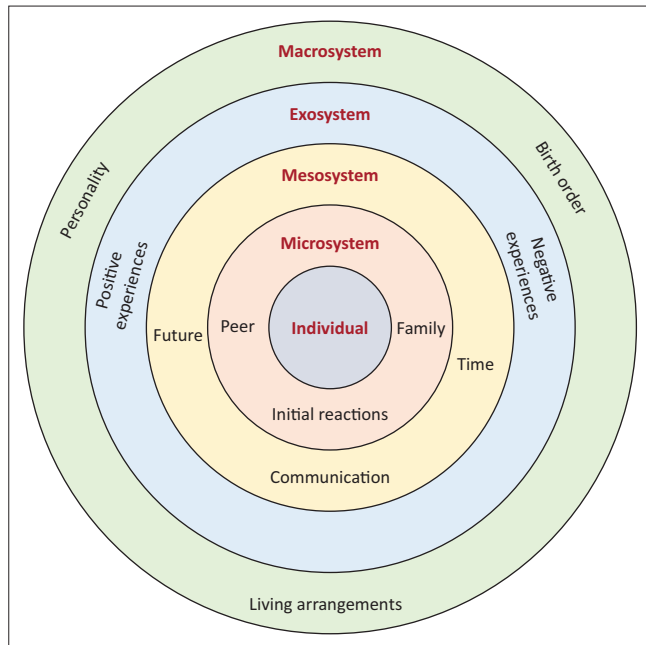 Macrosystem
Exosystem
Mesosystem
Microsystem
Individual
Personality
Birth order
Positive
experiences
Negative
experiences
Future
Peer
Family
Time
Initial reactions
Communication
Living arrangements